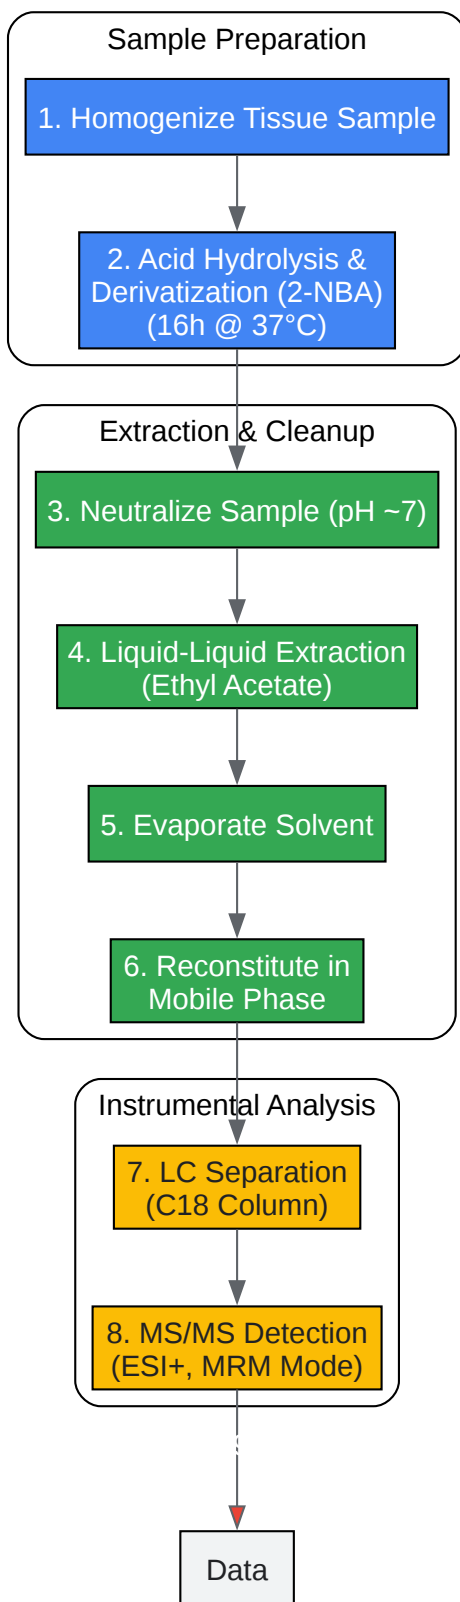 Sample Preparation
1. Homogenize Tissue Sample
2. Acid Hydrolysis &
Derivatization (2-NBA)
(16h @ 37°C)
Extraction & Cleanup
3. Neutralize Sample (pH ~7)
4. Liquid-Liquid Extraction
(Ethyl Acetate)
5. Evaporate Solvent
6. Reconstitute in
Mobile Phase
Instrumental Analysis
7. LC Separation
(C18 Column)
8. MS/MS Detection
(ESI+, MRM Mode)
Data